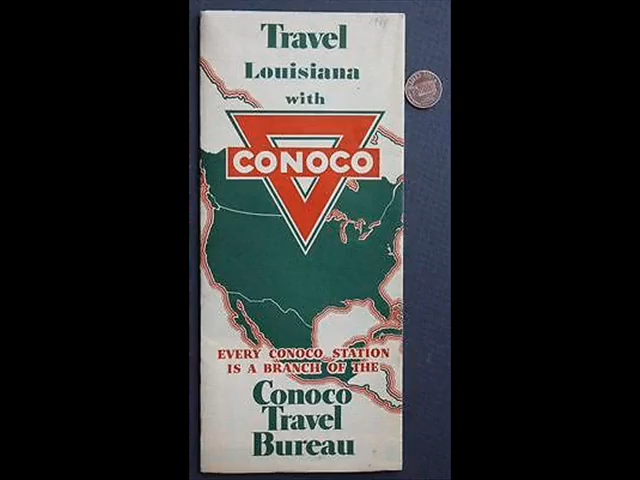 Travel
Louisiana
with
CONOCO
EVERY CONOCO STATION
IS A BRANCH OF THE
Conoco
Travel
Bureau